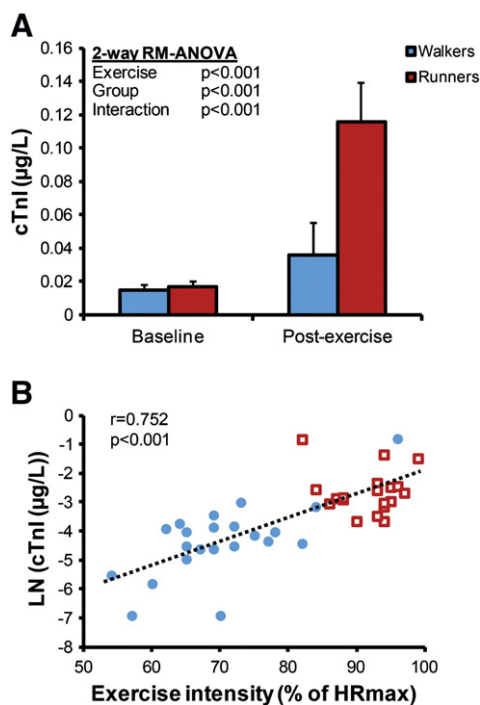 A
2-way RM-ANOVA
Exercise p<0.001
Group p<0.001
Interaction p<0.001
Walkers
Runners
cTnI (µg/L)
0.16
0.14
0.12
0.10
0.08
0.06
0.04
0.02
0
Baseline Post-exercise
B
r=0.752
p<0.001
LN (cTnI (µg/L))
0
-1
-2
-3
-4
-5
-6
-7
-8
50 60 70 80 90 100
Exercise intensity (% of HRmax)